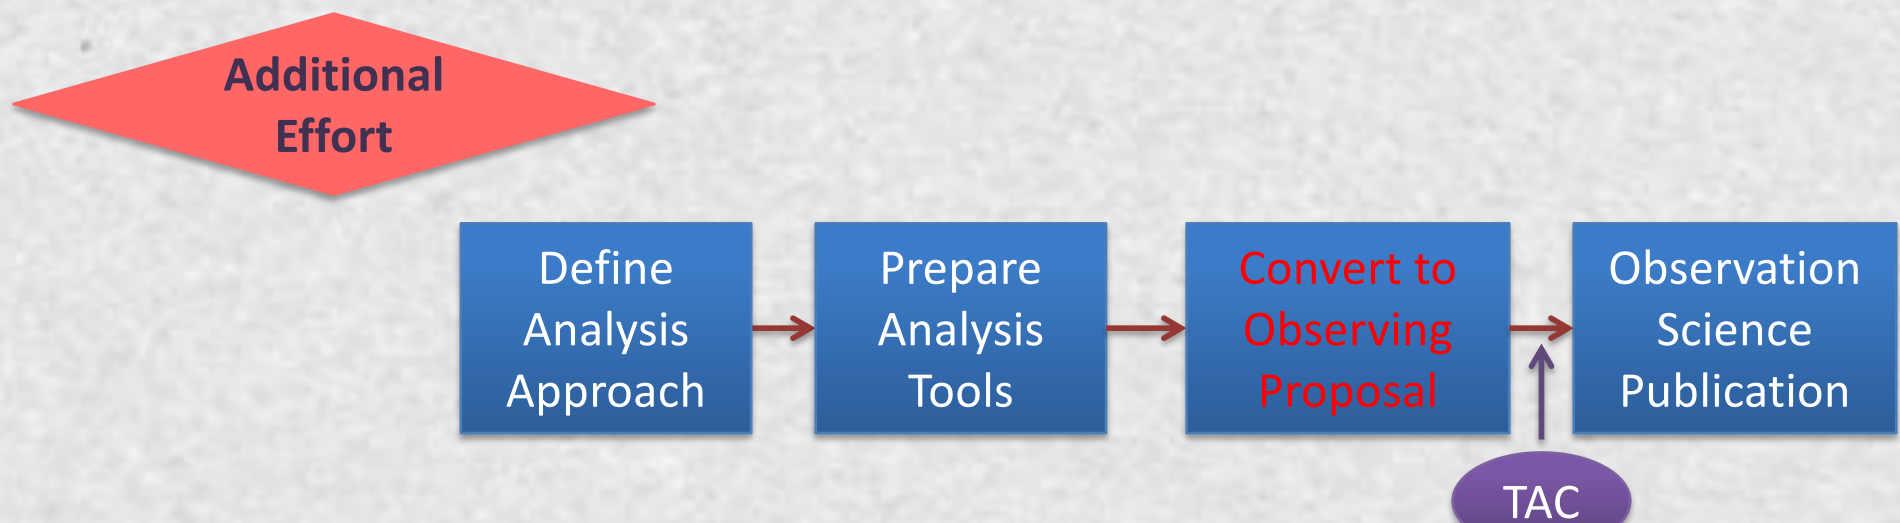 Additional
Effort
Define
Analysis
Approach
Prepare
Analysis
Tools
Convert to
Observing
Proposal
Observation
Science
Publication
TAC